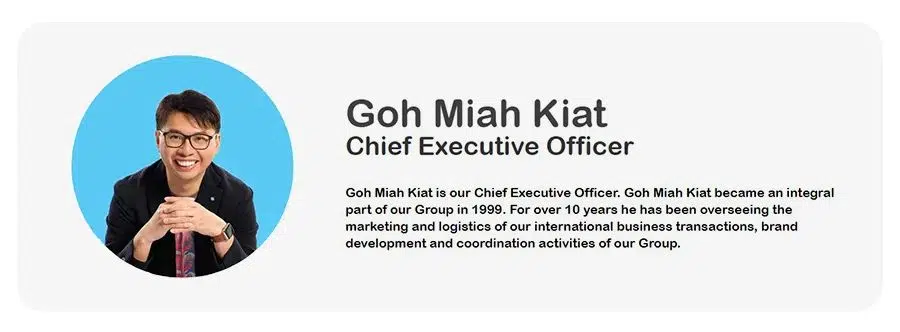 Goh Miah Kiat
Chief Executive Officer
Goh Miah Kiat is our Chief Executive Officer. Goh Miah Kiat became an integral
part of our Group in 1999. For over 10 years he has been overseeing the
marketing and logistics of our international business transactions, brand
development and coordination activities of our Group.